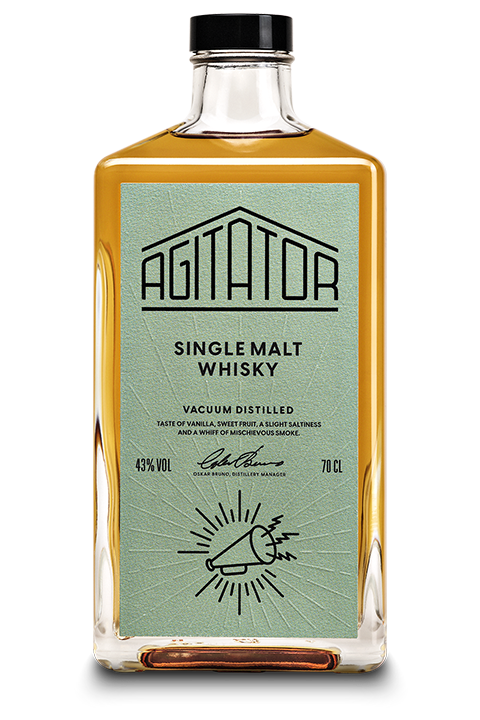 AGITATOR
SINGLE MALT
WHISKY
VACUUM DISTILLED
TASTE OF VANILLA, SWEET FRUIT, A SLIGHT SALTINESS
AND A WHIFF OF MISCHIEVOUS SMOKE.
43% VOL
70 CL
OSKAR BRUNO, DISTILLERY MANAGER